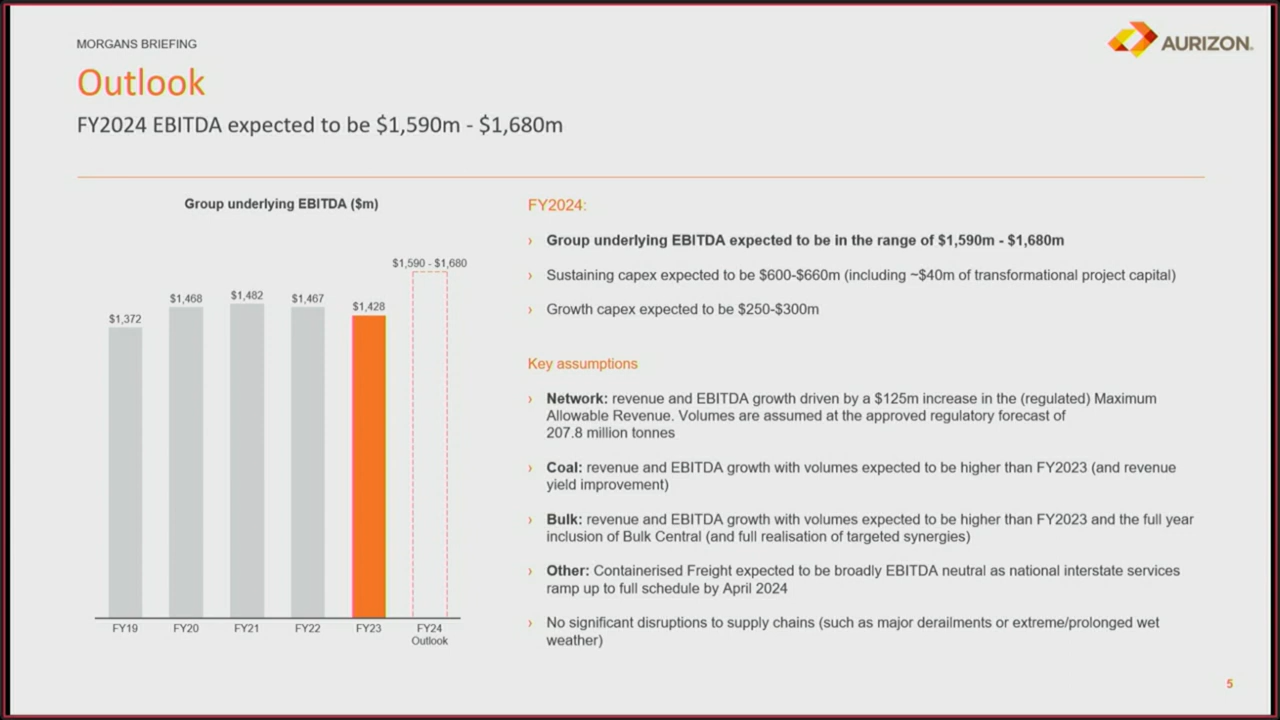 MORGANS BRIEFING
AURIZON
Outlook
FY2024 EBITDA expected to be $1,590m - $1,680m
Group underlying EBITDA ($m)
$1,372
$1,468
$1,482
$1,467
$1,428
$1,590 - $1,680
FY19
FY20
FY21
FY22
FY23
FY24
Outlook
FY2024:
› Group underlying EBITDA expected to be in the range of $1,590m - $1,680m
› Sustaining capex expected to be $600-$660m (including ~$40m of transformational project capital)
› Growth capex expected to be $250-$300m
Key assumptions
› Network: revenue and EBITDA growth driven by a $125m increase in the (regulated) Maximum
Allowable Revenue. Volumes are assumed at the approved regulatory forecast of
207.8 million tonnes
› Coal: revenue and EBITDA growth with volumes expected to be higher than FY2023 (and revenue
yield improvement)
› Bulk: revenue and EBITDA growth with volumes expected to be higher than FY2023 and the full year
inclusion of Bulk Central (and full realisation of targeted synergies)
› Other: Containerised Freight expected to be broadly EBITDA neutral as national interstate services
ramp up to full schedule by April 2024
› No significant disruptions to supply chains (such as major derailments or extreme/prolonged wet
weather)
5